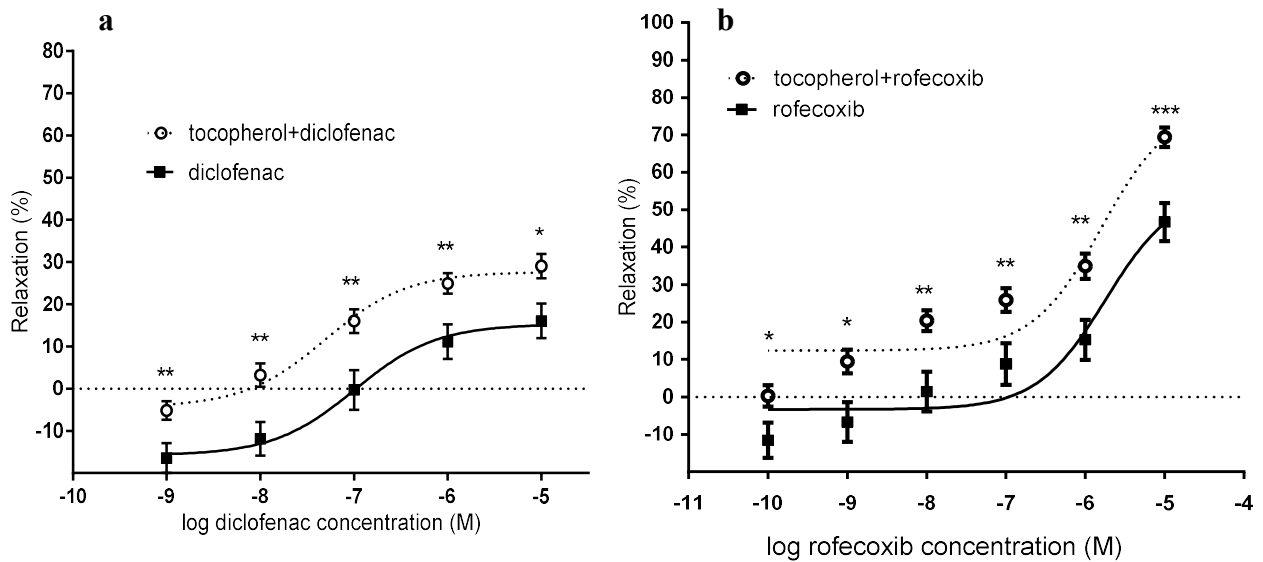 a
80
70
60
50
40
30
20
10
0
-10
Relaxation (%)
tocopherol+diclofenac
diclofenac
**
**
**
**
*
-10 -9 -8 -7 -6 -5
log diclofenac concentration (M)
b
100
90
80
70
60
50
40
30
20
10
0
-10
Relaxation (%)
tocopherol+rofecoxib
rofecoxib
*
*
**
**
**
***
-11 -10 -9 -8 -7 -6 -5 -4
log rofecoxib concentration (M)